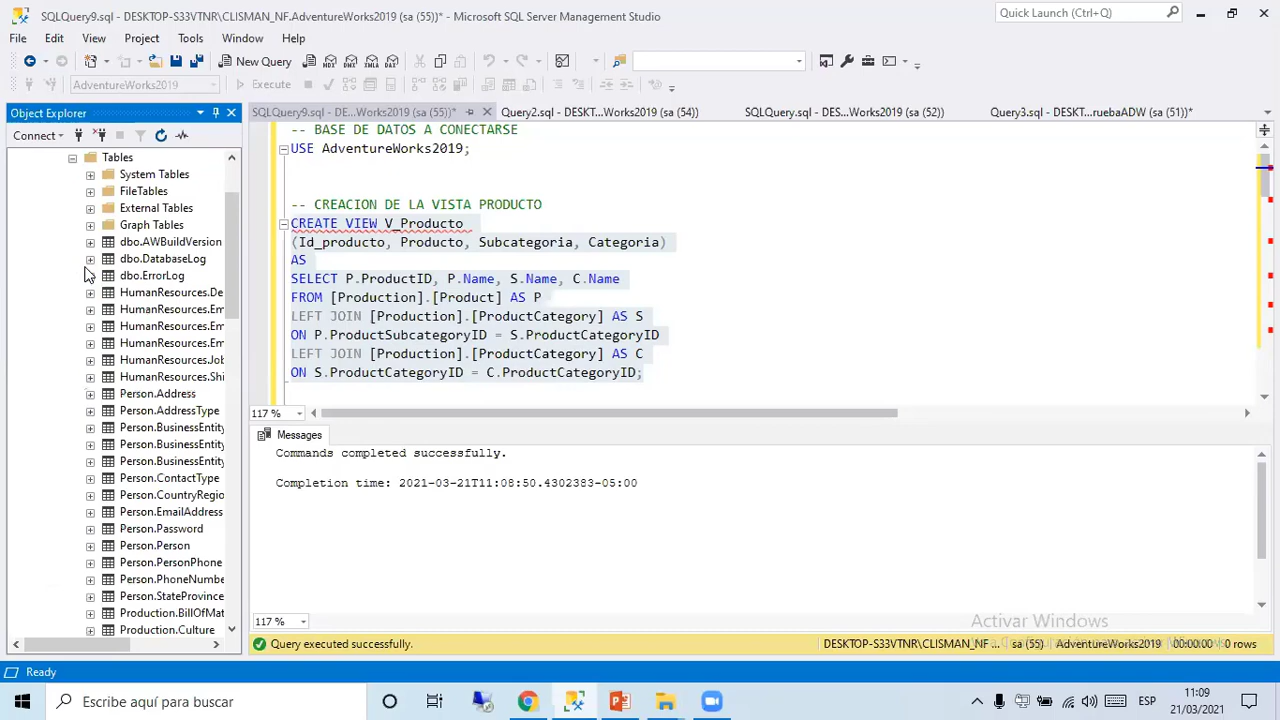 SQLQuery9.sql - DESKTOP-S33VTNR\CLISMAN_NF.AdventureWorks2019 (sa (55))* - Microsoft SQL Server Management Studio
Quick Launch (Ctrl+Q)
File Edit View Project Tools Window Help
New Query
AdventureWorks2019
Execute
Object Explorer
SQLQuery9.sql - DE...Works2019 (sa (55))*
Query2.sql - DESKT...Works2019 (sa (54))
SQLQuery.sql - DES...Works2019 (sa (52))
Query3.sql - DESKT...ruebaADW (sa (51))*
Connect
Tables
System Tables
FileTables
External Tables
Graph Tables
dbo.AWBuildVersion
dbo.DatabaseLog
dbo.ErrorLog
HumanResources.De
HumanResources.Em
HumanResources.Em
HumanResources.Em
HumanResources.Job
HumanResources.Shi
Person.Address
Person.AddressType
Person.BusinessEntity
Person.BusinessEntity
Person.BusinessEntity
Person.ContactType
Person.CountryRegio
Person.EmailAddress
Person.Password
Person.Person
Person.PersonPhone
Person.PhoneNumbe
Person.StateProvince
Production.BillOfMat
Production.Culture
-- BASE DE DATOS A CONECTARSE
USE AdventureWorks2019;
-- CREACION DE LA VISTA PRODUCTO
CREATE VIEW V_Producto
(Id_producto, Producto, Subcategoria, Categoria)
AS
SELECT P.ProductID, P.Name, S.Name, C.Name
FROM [Production].[Product] AS P
LEFT JOIN [Production].[ProductCategory] AS S
ON P.ProductSubcategoryID = S.ProductCategoryID
LEFT JOIN [Production].[ProductCategory] AS C
ON S.ProductCategoryID = C.ProductCategoryID;
117 %
Messages
Commands completed successfully.
Completion time: 2021-03-21T11:08:50.4302383-05:00
117 %
Activar Windows
Query executed successfully.
DESKTOP-S33VTNR\CLISMAN_NF ... sa (55) AdventureWorks2019 00:00:00 0 rows
Ready
Escribe aquí para buscar
ESP
11:09
21/03/2021